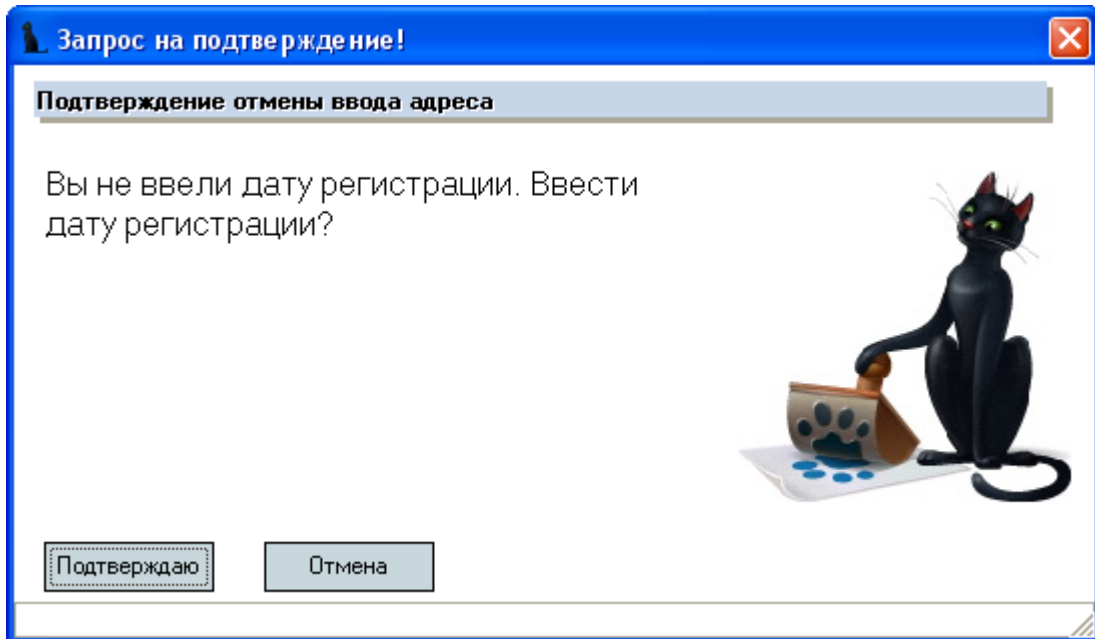 Запрос на подтверждение!
Подтверждение отмены ввода адреса
Вы не ввели дату регистрации. Ввести
дату регистрации?
Подтверждаю
Отмена